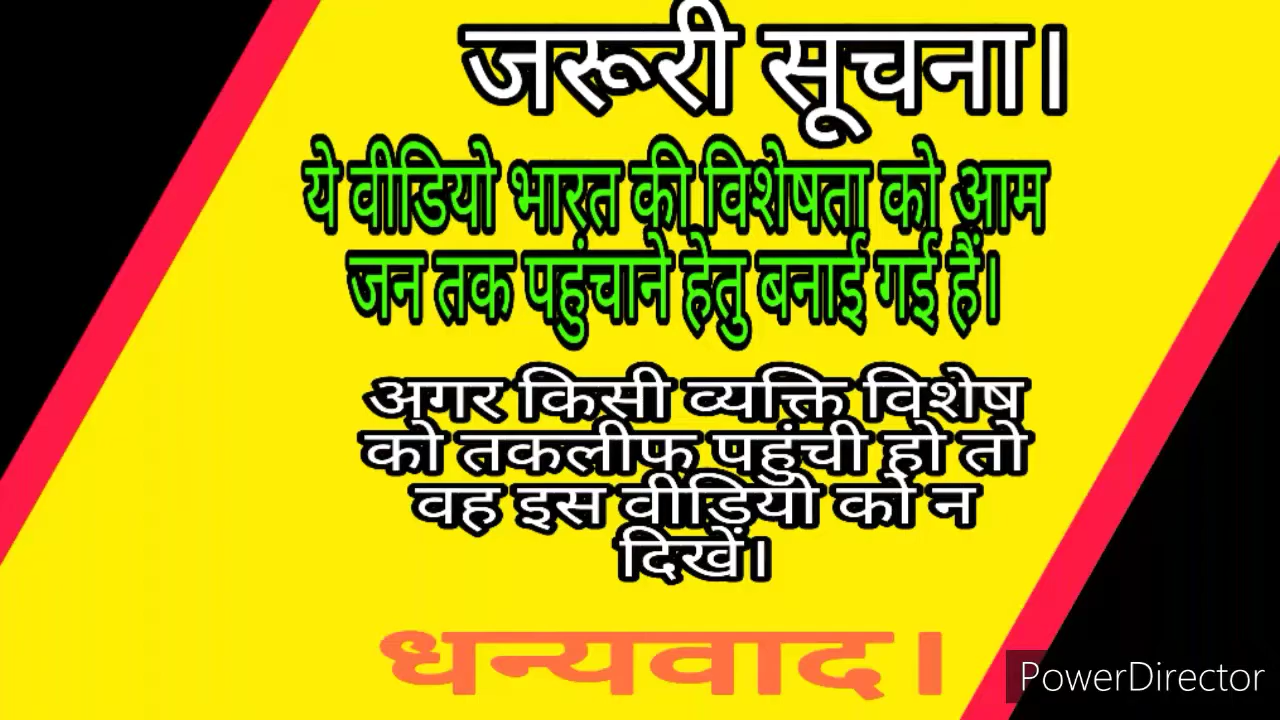 जरूरी सूचना।
ये वीडियो भारत की विशेषता को आम
जन तक पहुंचाने हेतु बनाई गई हैं।
अगर किसी व्यक्ति विशेष
को तकलीफ पहुंची हो तो
वह इस वीड़ियो को न
दिखें।
धन्यवाद।
PowerDirector